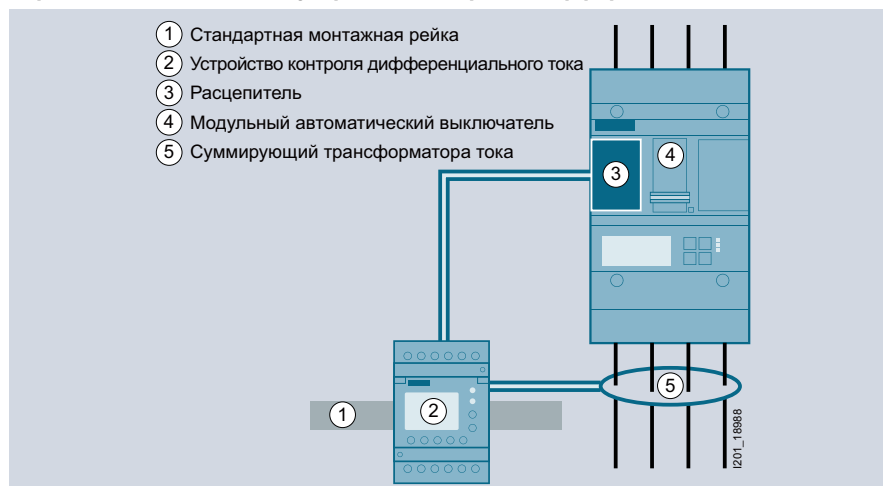 1 Стандартная монтажная рейка
2 Устройство контроля дифференциального тока
3 Расцепитель
4 Модульный автоматический выключатель
5 Суммирующий трансформатора тока
3
4
5
1
2
I201_18988